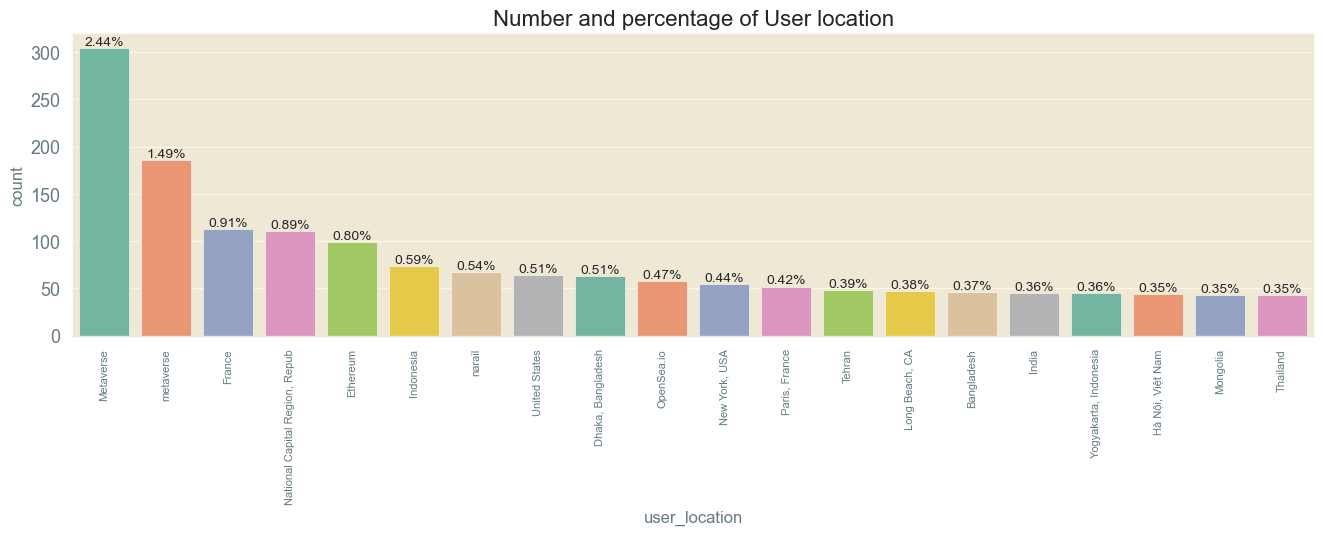 Number and percentage of User location
count
300
250
200
150
100
50
0
2.44%
1.49%
0.91%
0.89%
0.80%
0.59%
0.54%
0.51%
0.51%
0.47%
0.44%
0.42%
0.39%
0.38%
0.37%
0.36%
0.36%
0.35%
0.35%
0.35%
Metaverse
metaverse
France
National Capital Region, Repub
Ethereum
Indonesia
narail
United States
Dhaka, Bangladesh
OpenSea.io
New York, USA
Paris, France
Tehran
Long Beach, CA
Bangladesh
India
Yogyakarta, Indonesia
Hà Nội, Việt Nam
Mongolia
Thailand
user_location